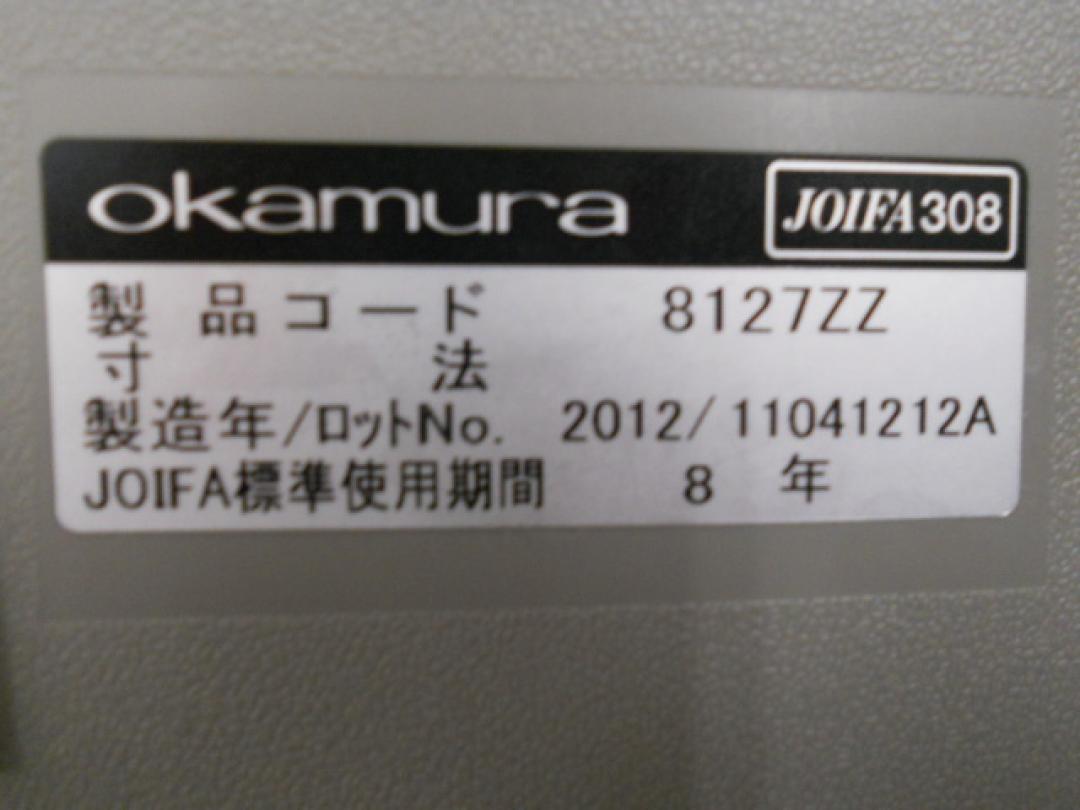 okamura JOIFA308
製品コード 8127ZZ
寸法
製造年/ロットNo. 2012/11041212A
JOIFA標準使用期間 8 年